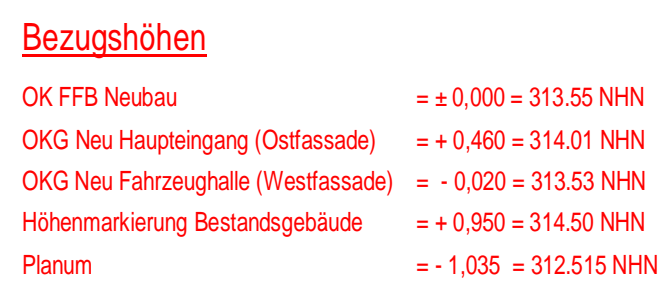 Bezugshöhen
OK FFB Neubau = ± 0,000 = 313.55 NHN
OKG Neu Haupteingang (Ostfassade) = + 0,460 = 314.01 NHN
OKG Neu Fahrzeughalle (Westfassade) = - 0,020 = 313.53 NHN
Höhenmarkierung Bestandsgebäude = + 0,950 = 314.50 NHN
Planum = - 1,035 = 312.515 NHN